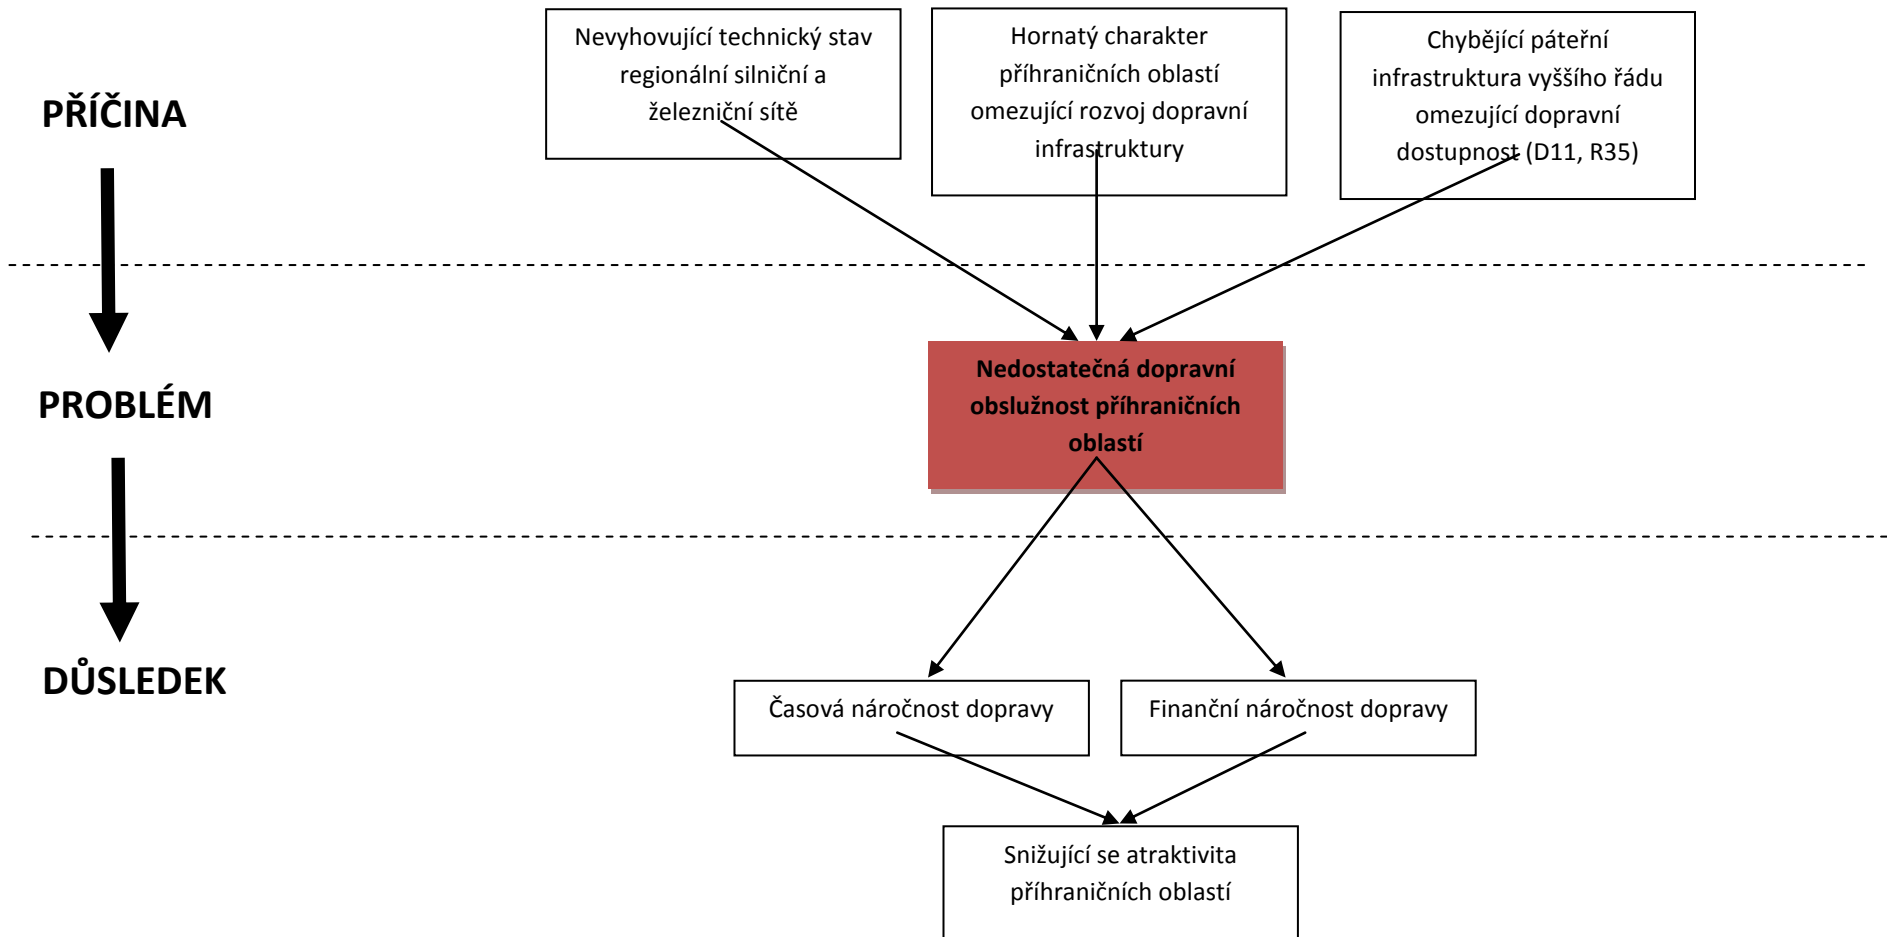 PŘÍČINA
Nevyhovující technický stav
regionální silniční a
železniční sítě
Hornatý charakter
příhraničních oblastí
omezující rozvoj dopravní
infrastruktury
Chybějící páteřní
infrastruktura vyššího řádu
omezující dopravní
dostupnost (D11, R35)
PROBLÉM
Nedostatečná dopravní
obslužnost příhraničních
oblastí
DŮSLEDEK
Časová náročnost dopravy
Finanční náročnost dopravy
Snižující se atraktivita
příhraničních oblastí